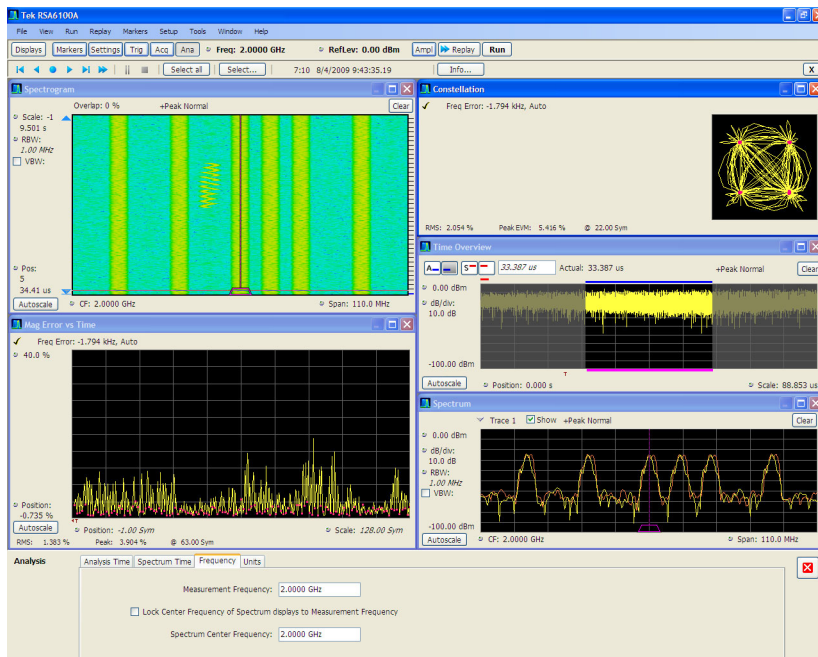 Tek RSA6100A
File View Run Replay Markers Setup Tools Window Help
Displays Markers Settings Trig Acq Ana Freq: 2.0000 GHz RefLev: 0.00 dBm Ampl Replay Run
Select all Select... 7:10 8/4/2009 9:43:35.19 Info... X
Spectrogram
Overlap: 0 % +Peak Normal Clear
Scale: -1
9.501 s
RBW:
1.00 MHz
VBW:
Pos:
5
34.41 us
Autoscale CF: 2.0000 GHz Span: 110.0 MHz
Constellation
Freq Error: -1.794 kHz, Auto
RMS: 2.054 % Peak EVM: 5.416 % @ 22.00 Sym
Time Overview
A S 33.387 us Actual: 33.387 us +Peak Normal Clear
0.00 dBm
dB/div:
10.0 dB
-100.00 dBm
T
Autoscale Position: 0.000 s Scale: 88.853 us
Mag Error vs Time
Freq Error: -1.794 kHz, Auto
40.0 %
Position:
-0.735 %
T
Autoscale Position: -1.00 Sym Scale: 128.00 Sym
RMS: 1.383 % Peak: 3.904 % @ 63.00 Sym
Spectrum
Trace 1 Show +Peak Normal Clear
0.00 dBm
dB/div:
10.0 dB
RBW:
1.00 MHz
VBW:
-100.00 dBm
Autoscale CF: 2.0000 GHz Span: 110.0 MHz
Analysis
Analysis Time Spectrum Time Frequency Units
Measurement Frequency: 2.0000 GHz
Lock Center Frequency of Spectrum displays to Measurement Frequency
Spectrum Center Frequency: 2.0000 GHz